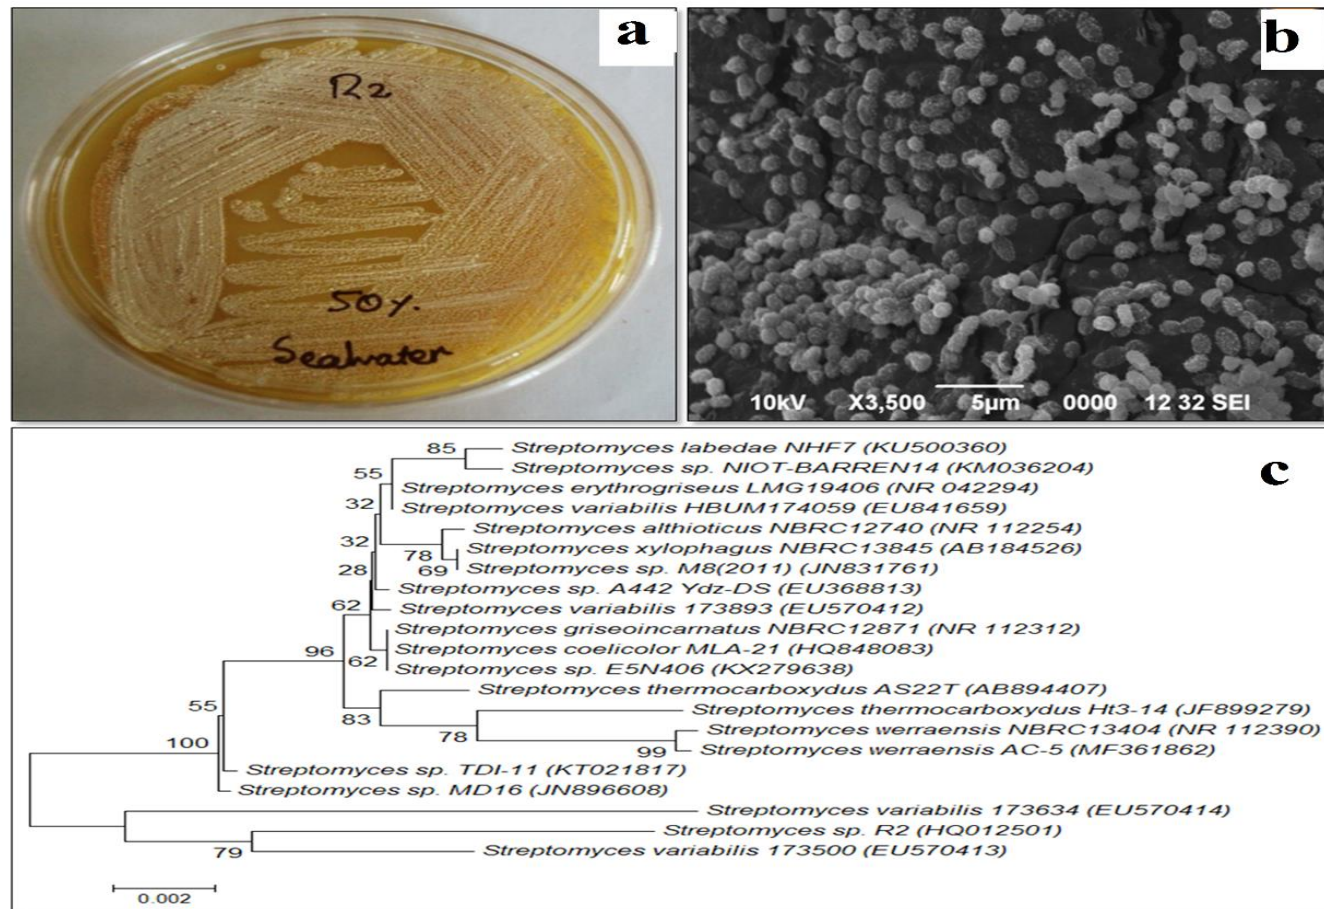 a
R2
50%.
Seawater
b
10kV X3,500 5µm 0000 12 32 SEI
c
85
Streptomyces labedae NHF7 (KU500360)
Streptomyces sp. NIOT-BARREN14 (KM036204)
55
Streptomyces erythrogriseus LMG19406 (NR 042294)
32
Streptomyces variabilis HBUM174059 (EU841659)
Streptomyces althioticus NBRC12740 (NR 112254)
32
78
Streptomyces xylophagus NBRC13845 (AB184526)
69
Streptomyces sp. M8(2011) (JN831761)
28
Streptomyces sp. A442 Ydz-DS (EU368813)
62
Streptomyces variabilis 173893 (EU570412)
Streptomyces griseoincarnatus NBRC12871 (NR 112312)
96
Streptomyces coelicolor MLA-21 (HQ848083)
62
Streptomyces sp. E5N406 (KX279638)
Streptomyces thermocarboxydus AS22T (AB894407)
55
83
Streptomyces thermocarboxydus Ht3-14 (JF899279)
78
Streptomyces werraensis NBRC13404 (NR 112390)
100
99
Streptomyces werraensis AC-5 (MF361862)
Streptomyces sp. TDI-11 (KT021817)
Streptomyces sp. MD16 (JN896608)
Streptomyces variabilis 173634 (EU570414)
Streptomyces sp. R2 (HQ012501)
79
Streptomyces variabilis 173500 (EU570413)
0.002